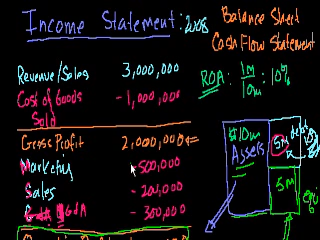 Income Statement: 2008
Balance Sheet
Cash Flow Statement
Revenue/Sales 3,000,000
Cost of Goods Sold - 1,000,000
Gross Profit 2,000,000
Marketing - 500,000
Sales - 200,000
G&A - 300,000
ROA: 1m / 10m : 10%
$10m
Assets
5M debt
5M equ